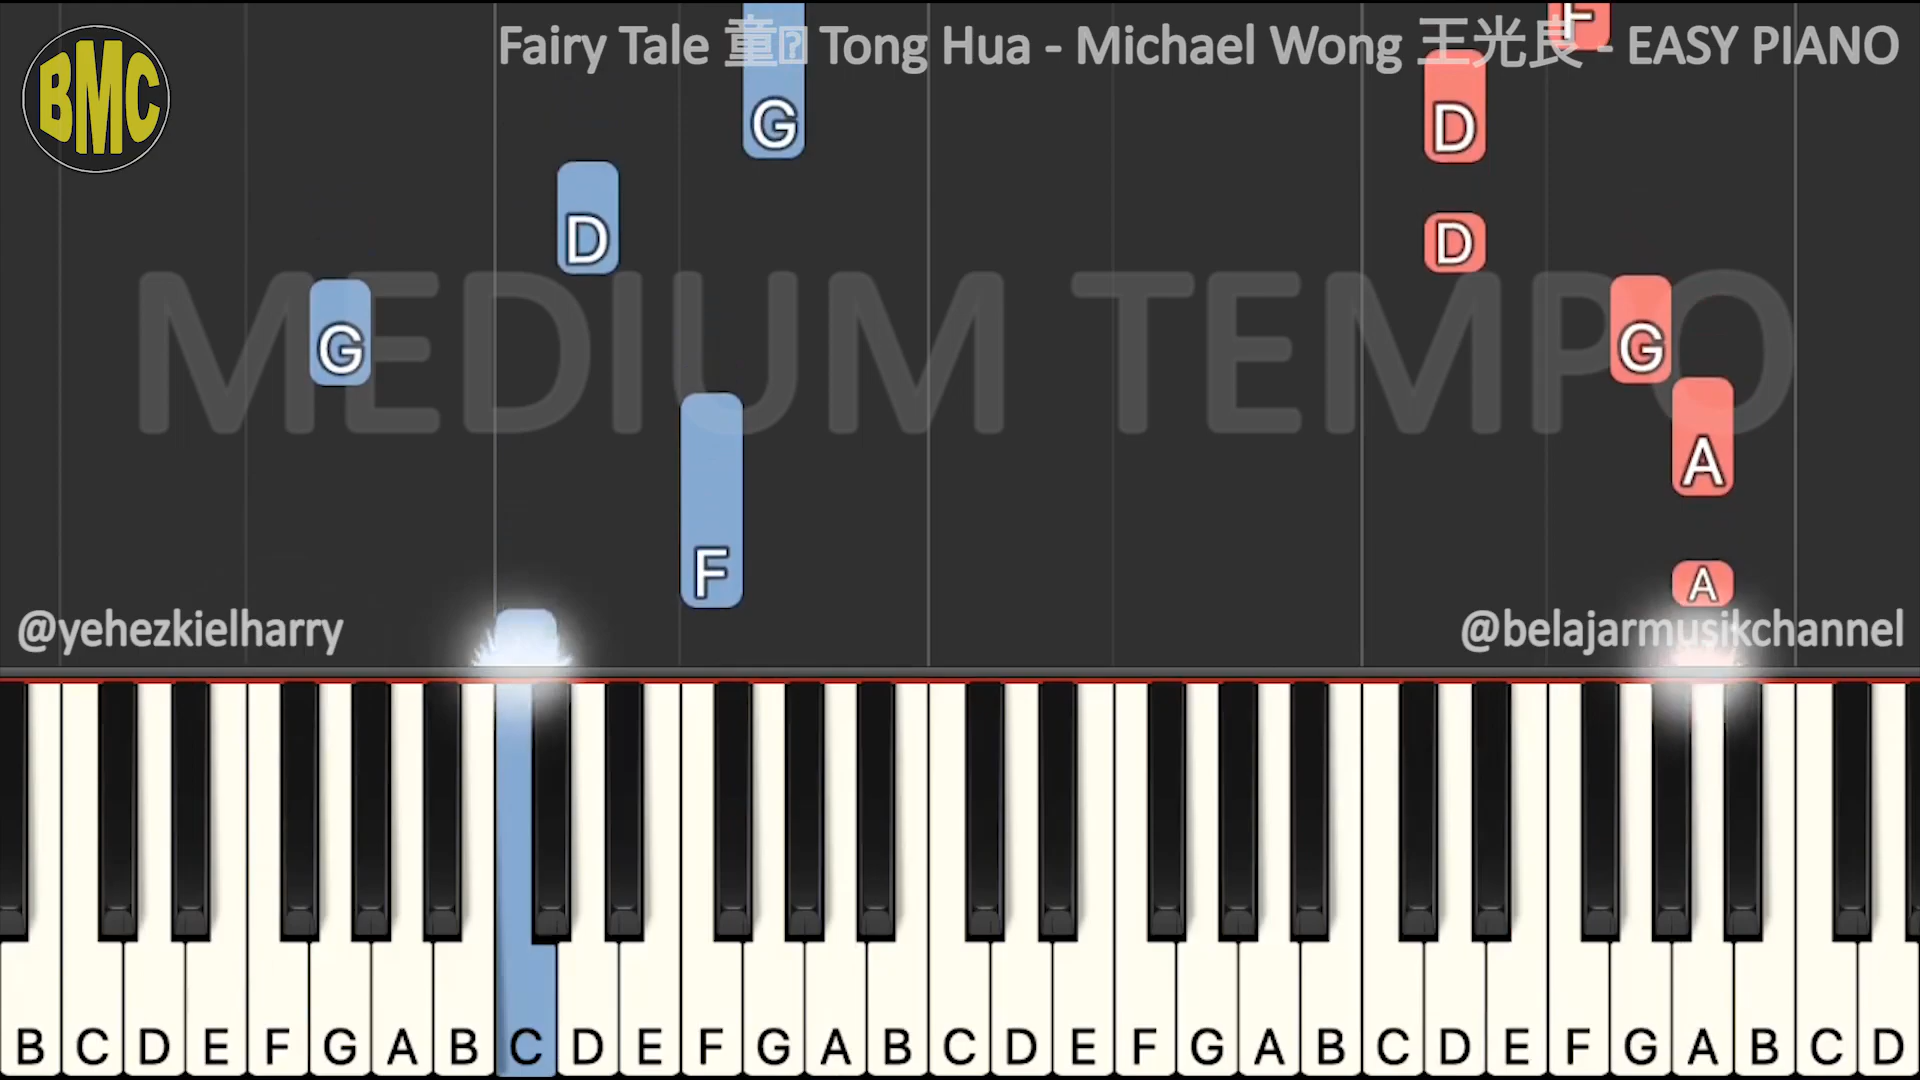 BMC
Fairy Tale 童 Tong Hua - Michael Wong 王光良 - EASY PIANO
F
G
D
D
D
MEDIUM TEMPO
G
G
A
F
A
@yehezkielharry
@belajarmusikchannel
B C D E F G A B C D E F G A B C D E F G A B C D E F G A B C D